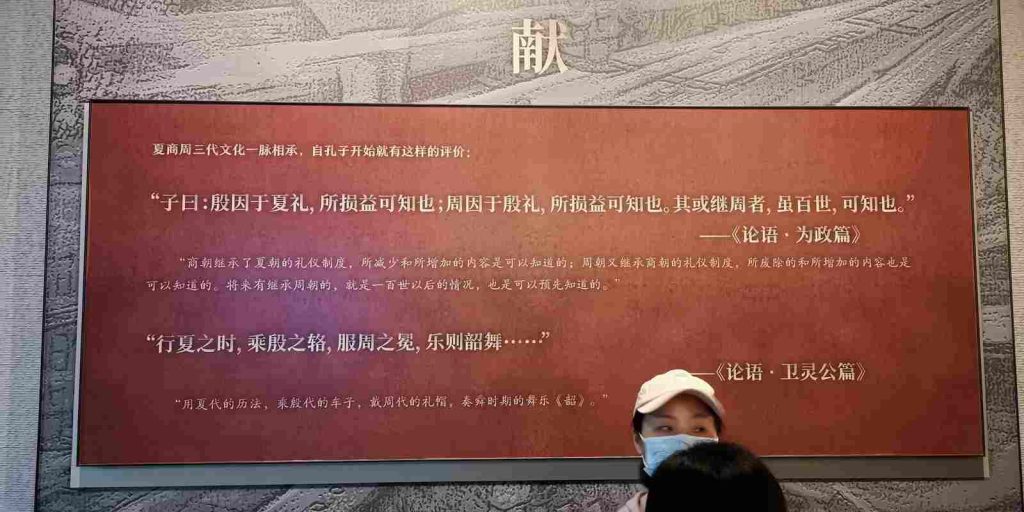 献
夏商周三代文化一脉相承，自孔子开始就有这样的评价：
“子曰：殷因于夏礼，所损益可知也；周因于殷礼，所损益可知也。其或继周者，虽百世，可知也。”
——《论语·为政篇》
“商朝继承了夏朝的礼仪制度，所减少和所增加的内容是可以知道的；周朝又继承商朝的礼仪制度，所废除的和所增加的内容也是
可以知道的。将来有继承周朝的，就是一百世以后的情况，也是可以预先知道的。”
“行夏之时，乘殷之辂，服周之冕，乐则韶舞……”
——《论语·卫灵公篇》
“用夏代的历法，乘殷代的车子，戴周代的礼帽，奏舜时期的舞乐《韶》。”